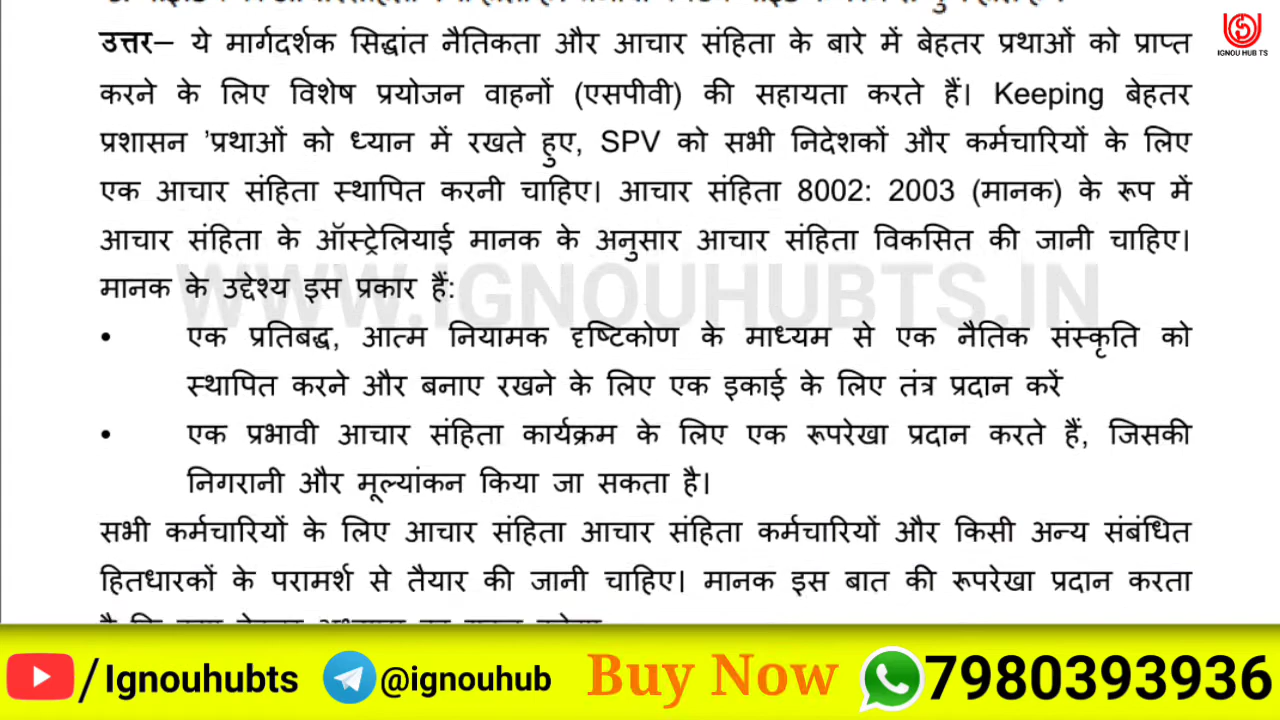 IGNOU HUB TS
उत्तर– ये मार्गदर्शक सिद्धांत नैतिकता और आचार संहिता के बारे में बेहतर प्रथाओं को प्राप्त
करने के लिए विशेष प्रयोजन वाहनों (एसपीवी) की सहायता करते हैं। Keeping बेहतर
प्रशासन 'प्रथाओं को ध्यान में रखते हुए, SPV को सभी निदेशकों और कर्मचारियों के लिए
एक आचार संहिता स्थापित करनी चाहिए। आचार संहिता 8002: 2003 (मानक) के रूप में
आचार संहिता के ऑस्ट्रेलियाई मानक के अनुसार आचार संहिता विकसित की जानी चाहिए।
WWW.IGNOUHUBTS.IN
मानक के उद्देश्य इस प्रकार हैं:
• एक प्रतिबद्ध, आत्म नियामक दृष्टिकोण के माध्यम से एक नैतिक संस्कृति को
स्थापित करने और बनाए रखने के लिए एक इकाई के लिए तंत्र प्रदान करें
• एक प्रभावी आचार संहिता कार्यक्रम के लिए एक रूपरेखा प्रदान करते हैं, जिसकी
निगरानी और मूल्यांकन किया जा सकता है।
सभी कर्मचारियों के लिए आचार संहिता आचार संहिता कर्मचारियों और किसी अन्य संबंधित
हितधारकों के परामर्श से तैयार की जानी चाहिए। मानक इस बात की रूपरेखा प्रदान करता
/Ignouhubts @ignouhub Buy Now 7980393936